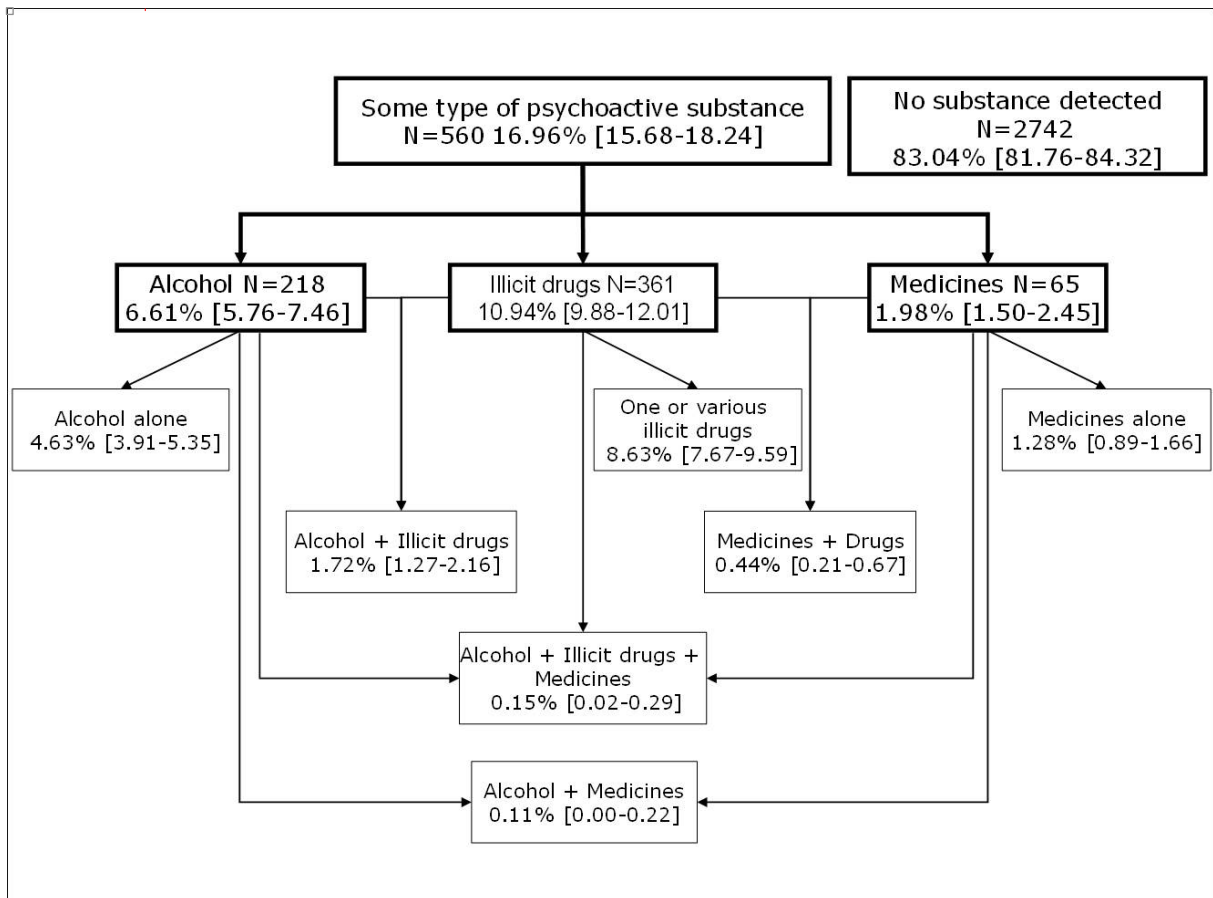 Some type of psychoactive substance
N=560 16.96% [15.68-18.24]
No substance detected
N=2742
83.04% [81.76-84.32]
Alcohol N=218
6.61% [5.76-7.46]
Illicit drugs N=361
10.94% [9.88-12.01]
Medicines N=65
1.98% [1.50-2.45]
Alcohol alone
4.63% [3.91-5.35]
One or various
illicit drugs
8.63% [7.67-9.59]
Medicines alone
1.28% [0.89-1.66]
Alcohol + Illicit drugs
1.72% [1.27-2.16]
Medicines + Drugs
0.44% [0.21-0.67]
Alcohol + Illicit drugs +
Medicines
0.15% [0.02-0.29]
Alcohol + Medicines
0.11% [0.00-0.22]